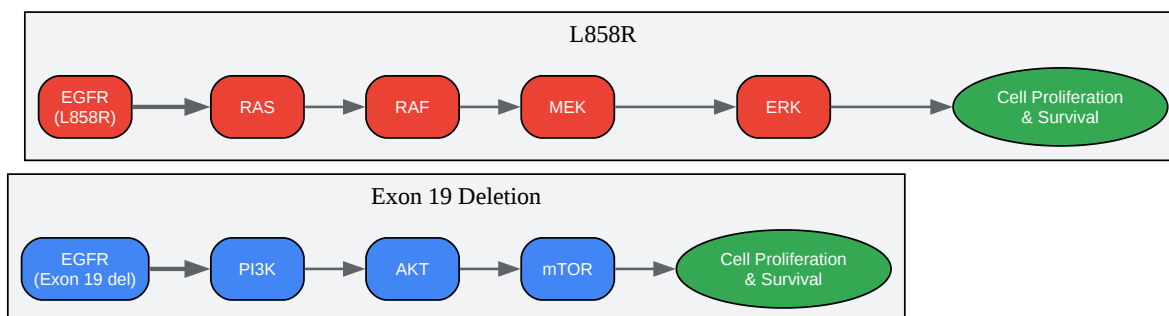 L858R
EGFR
(L858R)
RAS
RAF
MEK
ERK
Cell Proliferation
& Survival
Exon 19 Deletion
EGFR
(Exon 19 del)
PI3K
AKT
mTOR
Cell Proliferation
& Survival